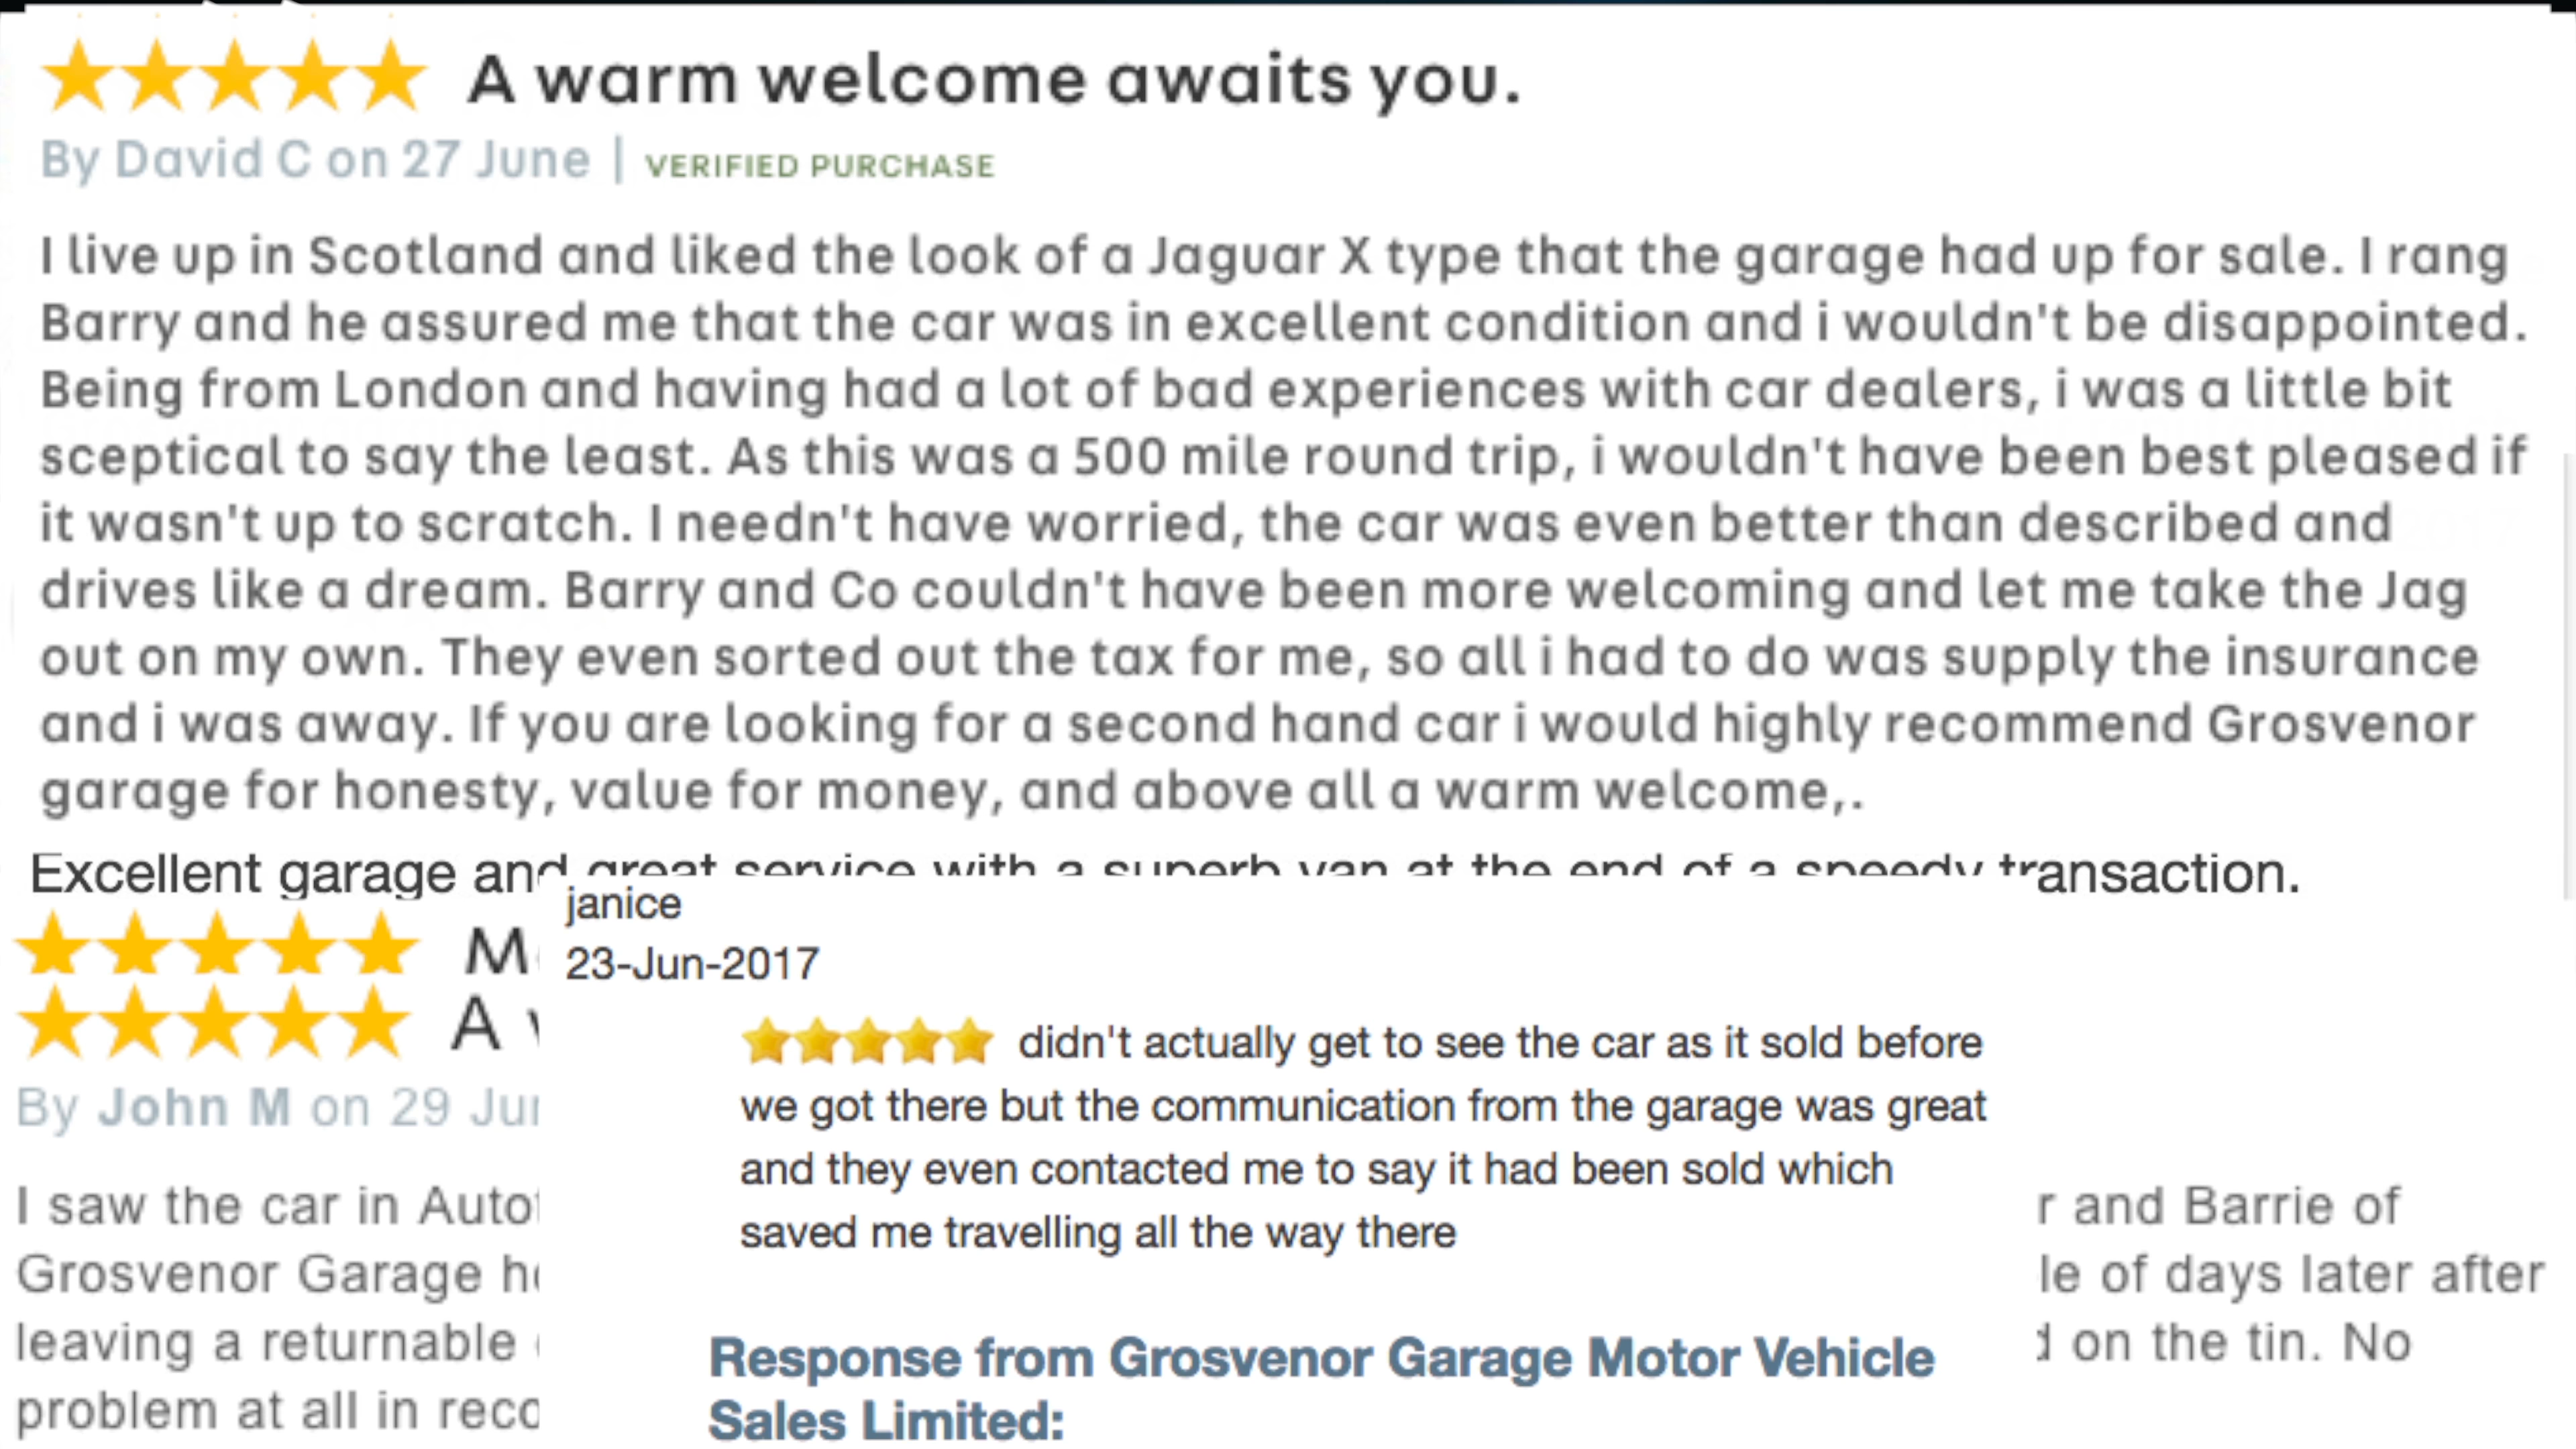 A warm welcome awaits you.
By David C on 27 June | VERIFIED PURCHASE
I live up in Scotland and liked the look of a Jaguar X type that the garage had up for sale. I rang
Barry and he assured me that the car was in excellent condition and i wouldn't be disappointed.
Being from London and having had a lot of bad experiences with car dealers, i was a little bit
sceptical to say the least. As this was a 500 mile round trip, i wouldn't have been best pleased if
it wasn't up to scratch. I needn't have worried, the car was even better than described and
drives like a dream. Barry and Co couldn't have been more welcoming and let me take the Jag
out on my own. They even sorted out the tax for me, so all i had to do was supply the insurance
and i was away. If you are looking for a second hand car i would highly recommend Grosvenor
garage for honesty, value for money, and above all a warm welcome,.
Excellent garage and great service with a superb van at the end of a speedy transaction.
janice
23-Jun-2017
didn't actually get to see the car as it sold before
we got there but the communication from the garage was great
and they even contacted me to say it had been sold which
saved me travelling all the way there
Response from Grosvenor Garage Motor Vehicle
Sales Limited:
A
By John M on 29
I saw the car in
and Barrie of
Grosvenor Garage
of days later after
leaving a returnable
on the tin. No
problem at all in